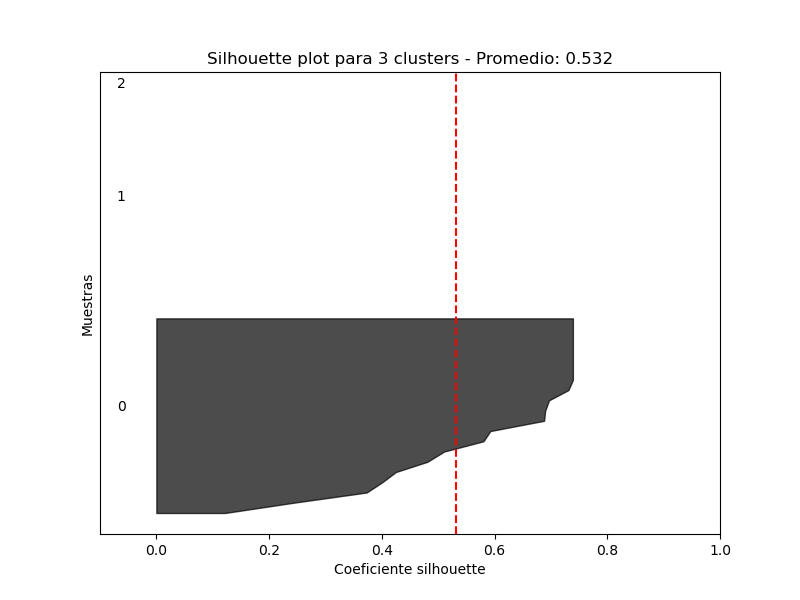 Silhouette plot para 3 clusters - Promedio: 0.532
2
1
0
Muestras
0.0 0.2 0.4 0.6 0.8 1.0
Coeficiente silhouette